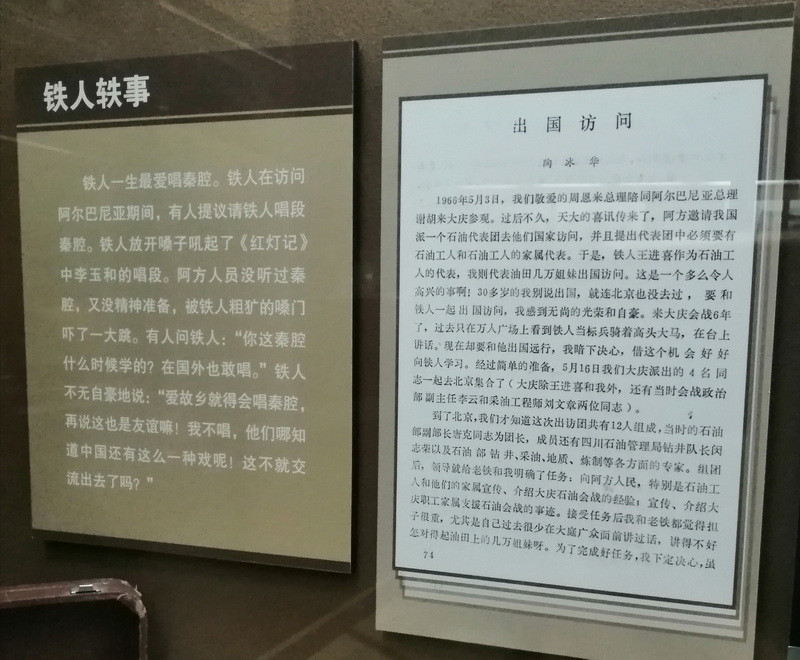 铁人轶事
铁人一生最爱唱秦腔。铁人在访问
阿尔巴尼亚期间，有人提议请铁人唱段
秦腔。铁人放开嗓子吼起了《红灯记》
中李玉和的唱段。阿方人员没听过秦
腔，又没精神准备，被铁人粗犷的嗓门
吓了一大跳。有人问铁人：“你这秦腔
什么时候学的？在国外也敢唱。”铁人
不无自豪地说：“爱故乡就得会唱秦腔，
再说这也是友谊嘛！我不唱，他们哪知
道中国还有这么一种戏呢！这不就交
流出去了吗？”
出国访问
陶冰华
1966年5月3日，我们敬爱的周恩来总理陪同阿尔巴尼亚总理
谢胡来大庆参观。过后不久，天大的喜讯传来了，阿方邀请我国
派一个石油代表团去他们国家访问，并且提出代表团中必须要有
石油工人和石油工人的家属代表。于是，铁人王进喜作为石油工
人的代表，我则代表油田几万姐妹出国访问。这是一个多么令人
高兴的事啊！30多岁的我别说出国，就连北京也没去过，要和
铁人一起出国访问，我感到无尚的光荣和自豪。来大庆会战6年
了，过去只在万人广场上看到铁人当标兵骑着高头大马，在台上
讲话。现在却要和他出国远行，我暗下决心，借这个机会好好
向铁人学习。经过简单的准备，5月16日我们大庆派出的4名同
志一起去北京集合了（大庆除王进喜和我外，还有当时会战政治
部副主任李云和采油工程师刘文章两位同志）。
到了北京，我们才知道这次出访团共有12人组成，当时的石油
部副部长唐克同志为团长，成员还有四川石油管理局钻井队长闵
志荣以及石油部钻井、采油、地质、炼制等各方面的专家。组团
后，领导就给老铁和我明确了任务：向阿方人民，特别是石油工
人和他们的家属宣传、介绍大庆石油会战的经验；宣传、介绍大
庆职工家属支援石油会战的事迹。接受任务后我和老铁都觉得担
子很重，尤其是自己过去很少在大庭广众面前讲过话，讲得不好
怎对得起油田上的几万姐妹呀。为了完成好任务，我下定决心，虽
74